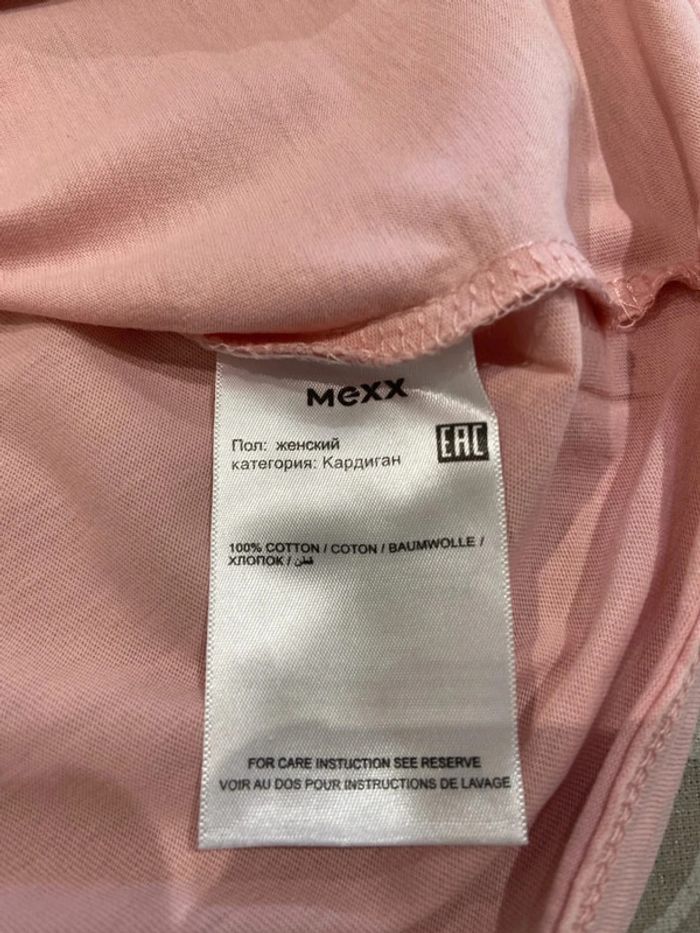 MEXX
Пол: женский
категория: Кардиган
EAC
100% COTTON / COTON / BAUMWOLLE /
ХЛОПОК / قطن
FOR CARE INSTUCTION SEE RESERVE
VOIR AU DOS POUR INSTRUCTIONS DE LAVAGE